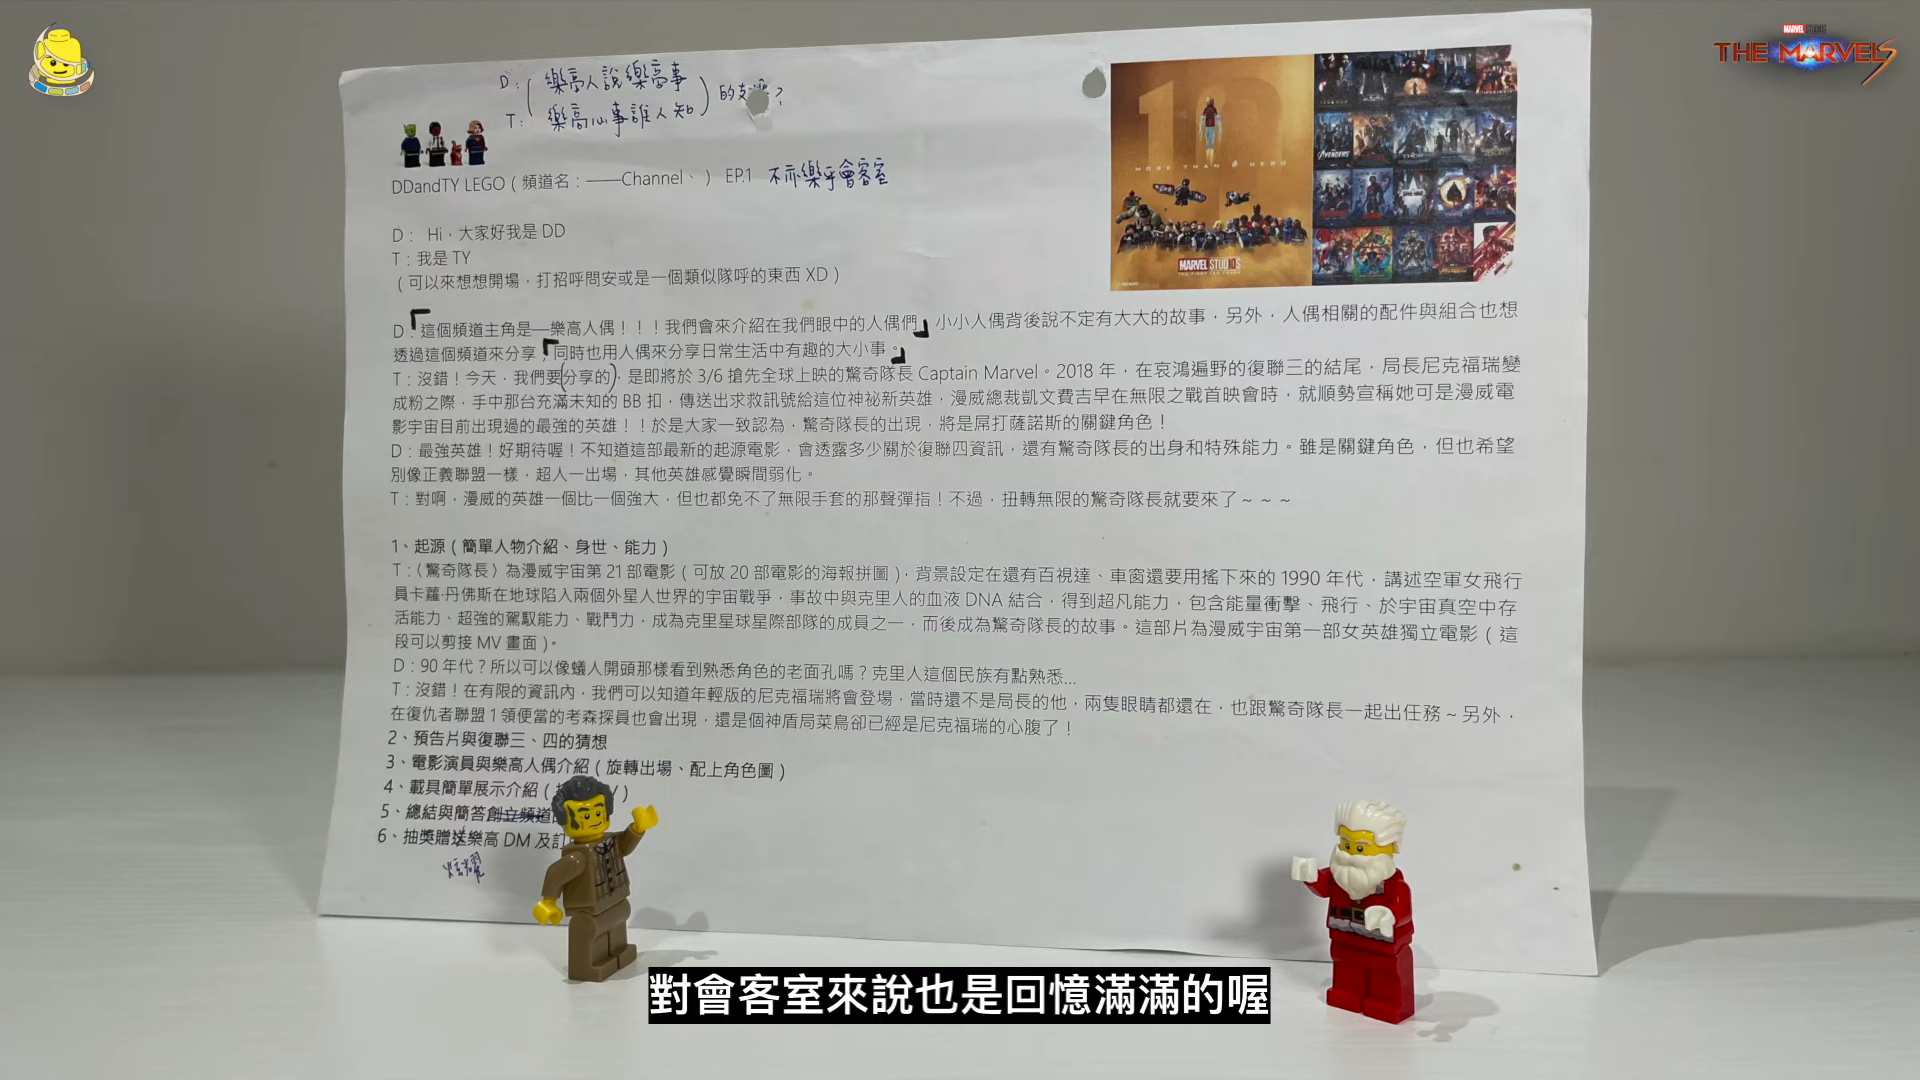 MARVEL STUDIOS
THE MARVELS
D：樂高人說樂高事
T：樂高心事誰人知
DDandTY LEGO（頻道名：——Channel、） EP.1 不亦樂乎會客室
D： Hi，大家好我是 DD
T：我是 TY
（可以來想想開場，打招呼問安或是一個類似隊呼的東西 XD）
D「這個頻道主角是—樂高人偶！！！我們會來介紹在我們眼中的人偶們」小小人偶背後說不定有大大的故事，另外，人偶相關的配件與組合也想
透過這個頻道來分享，「同時也用人偶來分享日常生活中有趣的大小事。」
T：沒錯！今天，我們要(分享的)，是即將於 3/6 搶先全球上映的驚奇隊長 Captain Marvel。2018 年，在哀鴻遍野的復聯三的結尾，局長尼克福瑞變
成粉之際，手中那台充滿未知的 BB 扣，傳送出求救訊號給這位神祕新英雄，漫威總裁凱文費吉早在無限之戰首映會時，就順勢宣稱她可是漫威電
影宇宙目前出現過的最強的英雄！！於是大家一致認為，驚奇隊長的出現，將是屌打薩諾斯的關鍵角色！
D：最強英雄！好期待喔！不知道這部最新的起源電影，會透露多少關於復聯四資訊，還有驚奇隊長的出身和特殊能力。雖是關鍵角色，但也希望
別像正義聯盟一樣，超人一出場，其他英雄感覺瞬間弱化。
T：對啊，漫威的英雄一個比一個強大，但也都免不了無限手套的那聲彈指！不過，扭轉無限的驚奇隊長就要來了～～～
1、起源（簡單人物介紹、身世、能力）
T：〈驚奇隊長〉為漫威宇宙第 21 部電影（可放 20 部電影的海報拼圖），背景設定在還有百視達、車窗還要用搖下來的 1990 年代，講述空軍女飛行
員卡蘿·丹佛斯在地球陷入兩個外星人世界的宇宙戰爭，事故中與克里人的血液 DNA 結合，得到超凡能力，包含能量衝擊、飛行、於宇宙真空中存
活能力、超強的駕馭能力、戰鬥力，成為克里星球星際部隊的成員之一，而後成為驚奇隊長的故事。這部片為漫威宇宙第一部女英雄獨立電影（這
段可以剪接 MV 畫面）。
D：90 年代？所以可以像蟻人開頭那樣看到熟悉角色的老面孔嗎？克里人這個民族有點熟悉...
T：沒錯！在有限的資訊內，我們可以知道年輕版的尼克福瑞將會登場，當時還不是局長的他，兩隻眼睛都還在，也跟驚奇隊長一起出任務～另外，
在復仇者聯盟 1 領便當的考森探員也會出現，還是個神盾局菜鳥卻已經是尼克福瑞的心腹了！
2、預告片與復聯三、四的猜想
3、電影演員與樂高人偶介紹（旋轉出場、配上角色圖）
4、載具簡單展示介紹（
5、總結與簡答創立頻道
6、抽獎贈送樂高 DM 及訂
炫耀
MORE THAN A HERO
MARVEL STUDIOS
對會客室來說也是回憶滿滿的喔